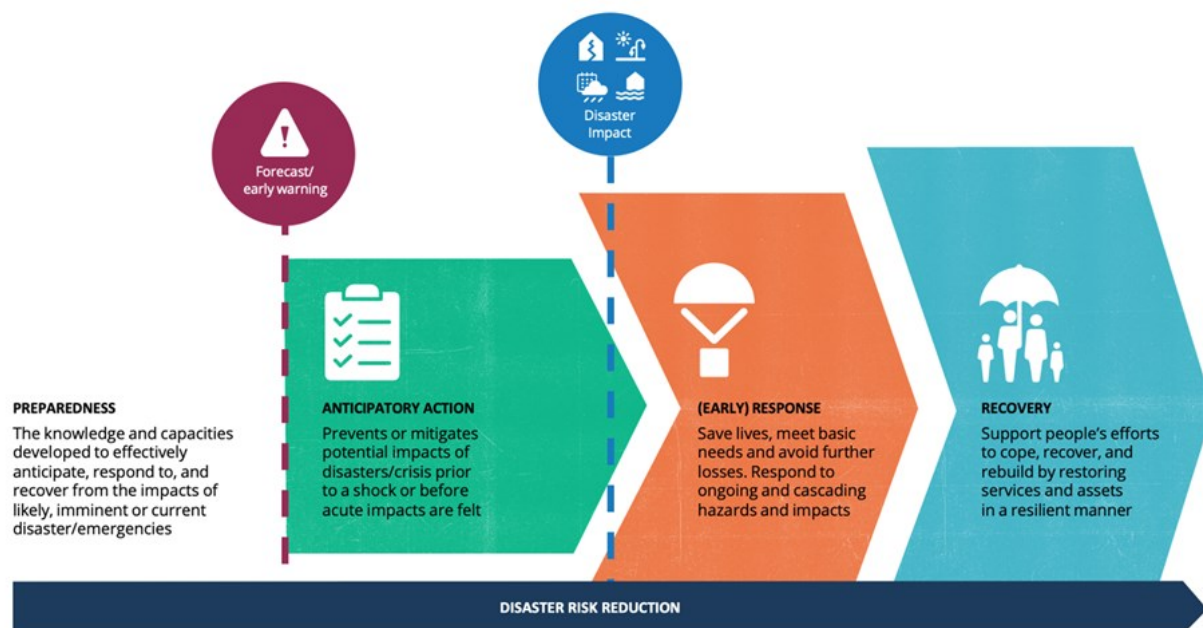 Forecast/
early warning
Disaster
Impact
PREPAREDNESS
The knowledge and capacities
developed to effectively
anticipate, respond to, and
recover from the impacts of
likely, imminent or current
disaster/emergencies
ANTICIPATORY ACTION
Prevents or mitigates
potential impacts of
disasters/crisis prior
to a shock or before
acute impacts are felt
(EARLY) RESPONSE
Save lives, meet basic
needs and avoid further
losses. Respond to
ongoing and cascading
hazards and impacts
RECOVERY
Support people’s efforts
to cope, recover, and
rebuild by restoring
services and assets
in a resilient manner
DISASTER RISK REDUCTION